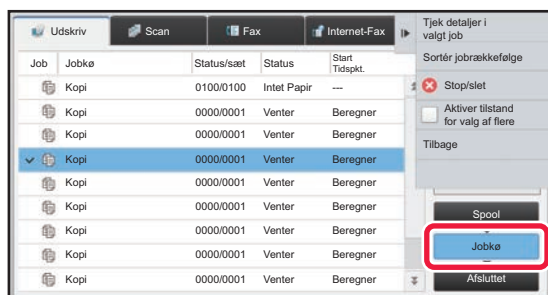 Udskriv Scan Fax Internet-Fax
Job Jobkø Status/sæt Status Start Tidspkt.
Kopi 0100/0100 Intet Papir ---
Kopi 0000/0001 Venter Beregner
Kopi 0000/0001 Venter Beregner
Kopi 0000/0001 Venter Beregner
Kopi 0000/0001 Venter Beregner
Kopi 0000/0001 Venter Beregner
Kopi 0000/0001 Venter Beregner
Kopi 0000/0001 Venter Beregner
Kopi 0000/0001 Venter Beregner
Tjek detaljer i
valgt job
Sortér jobrækkefølge
Stop/slet
Aktiver tilstand
for valg af flere
Tilbage
Spool
Jobkø
Afsluttet